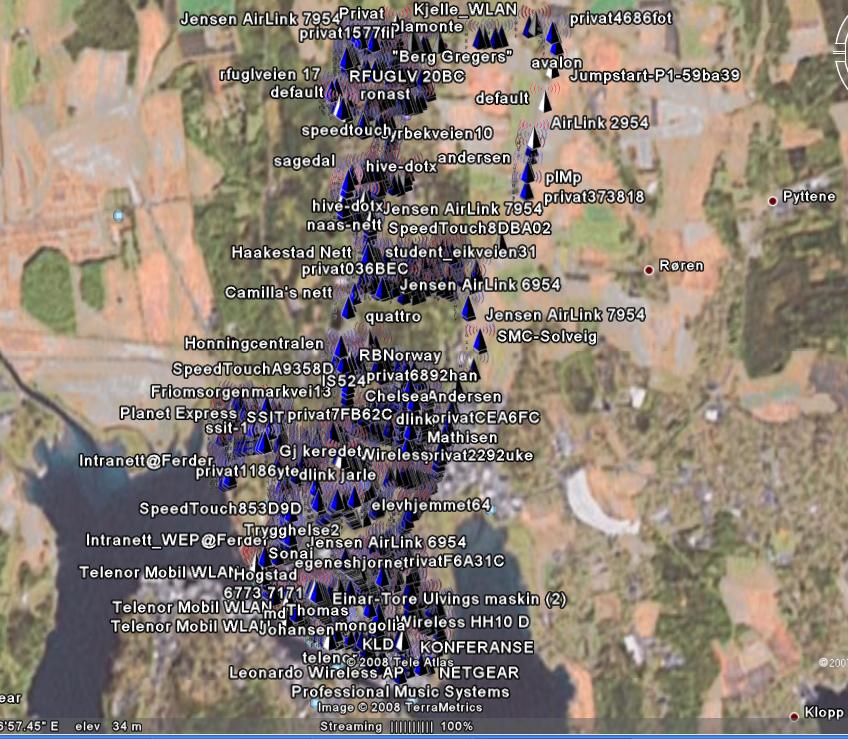 Kjelle_WLAN
Jensen AirLink 7954
Privat
privat4686fot
privat1577fil
plamonte
"Berg Gregers"
avalon
rfuglveien 17
RFUGLV 20BC
Jumpstart-P1-59ba39
default
ronast
default
AirLink 2954
speedtouch
yrbekveien10
sagedal
hive-dotx
andersen
pIMp
privat373818
Pyttene
hive-dotx
Jensen AirLink 7954
naas-nett
SpeedTouch8DBA02
Haakestad Nett
student_eikveien31
privat036BEC
Røren
Camilla's nett
Jensen AirLink 6954
quattro
Jensen AirLink 7954
SMC-Solveig
Honningcentralen
RBNorway
SpeedTouchA9358D
IS524
privat6892han
Friomsorgenmarkvei13
ChelseaAndersen
Planet Express
SSIT
privat7FB62C
dlink
privatCEA6FC
ssit-1
Mathisen
Gj keredet
Wireless
privat2292uke
Intranett@Ferder
privat1186yte
dlink jarle
SpeedTouch853D9D
elevhjemmet64
Trygghelse2
Intranett_WEP@Ferder
Jensen AirLink 6954
Sonai
egeneshjornet
rivatF6A31C
Telenor Mobil WLAN
Hogstad
6773 7171
Einar-Tore Ulvings maskin (2)
Telenor Mobil WLAN
md
Thomas
Telenor Mobil WLAN
Johansen
mongolia
Wireless HH10 D
KLD
KONFERANSE
telenor
© 2008 Tele Atlas
©200
Leonardo Wireless AP
NETGEAR
Professional Music Systems
ear
Image © 2008 TerraMetrics
Klopp
6'57.45" E elev 34 m
Streaming |||||||||| 100%